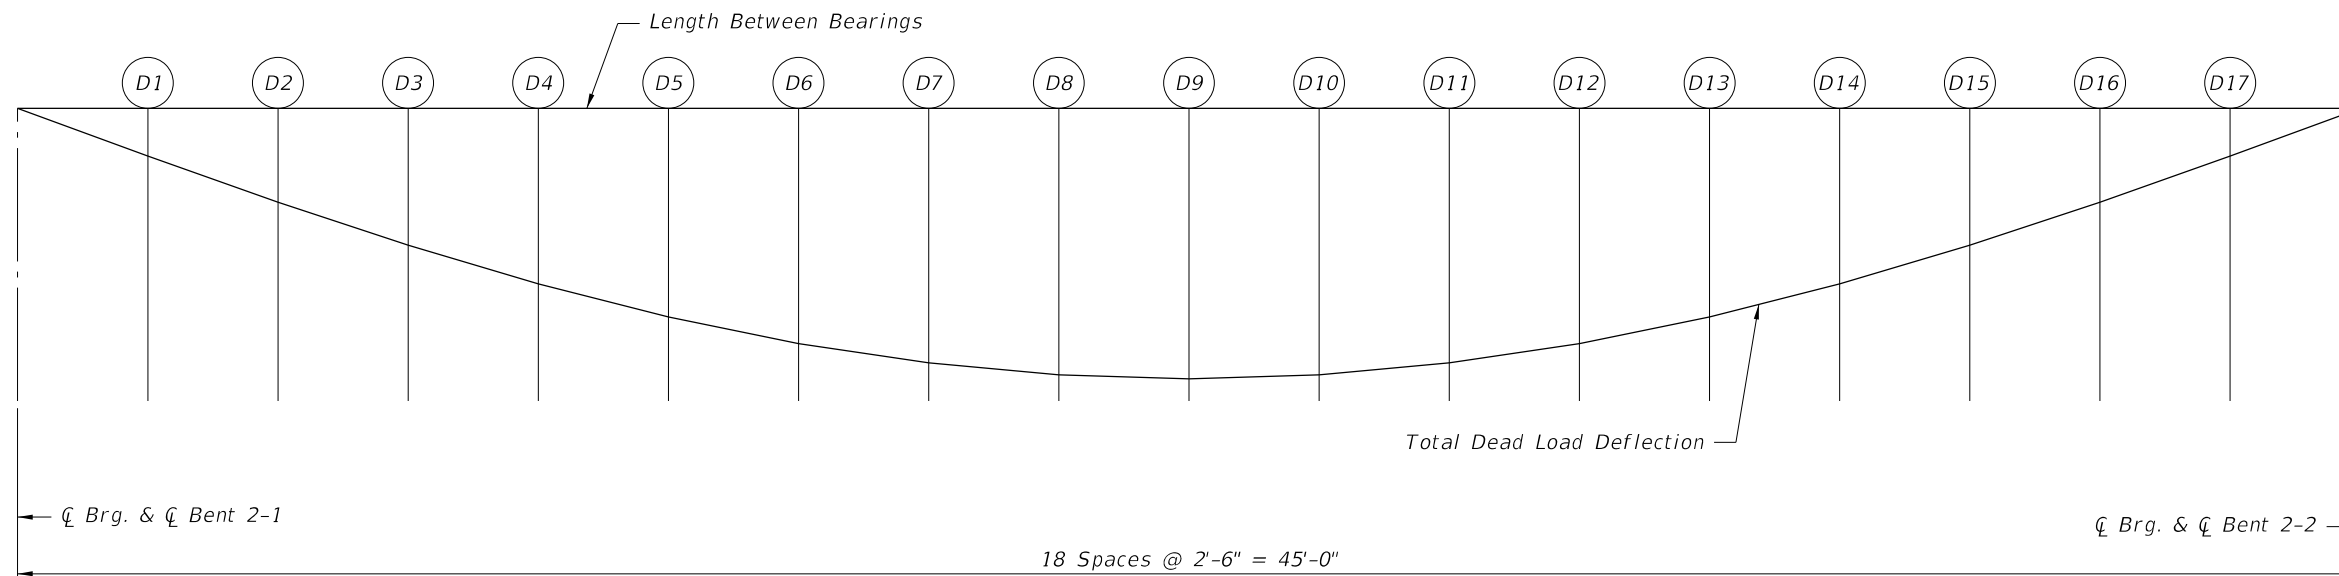 Length Between Bearings
D1 D2 D3 D4 D5 D6 D7 D8 D9 D10 D11 D12 D13 D14 D15 D16 D17
Total Dead Load Deflection
℄ Brg. & ℄ Bent 2-1
℄ Brg. & ℄ Bent 2-2
18 Spaces @ 2'-6" = 45'-0"